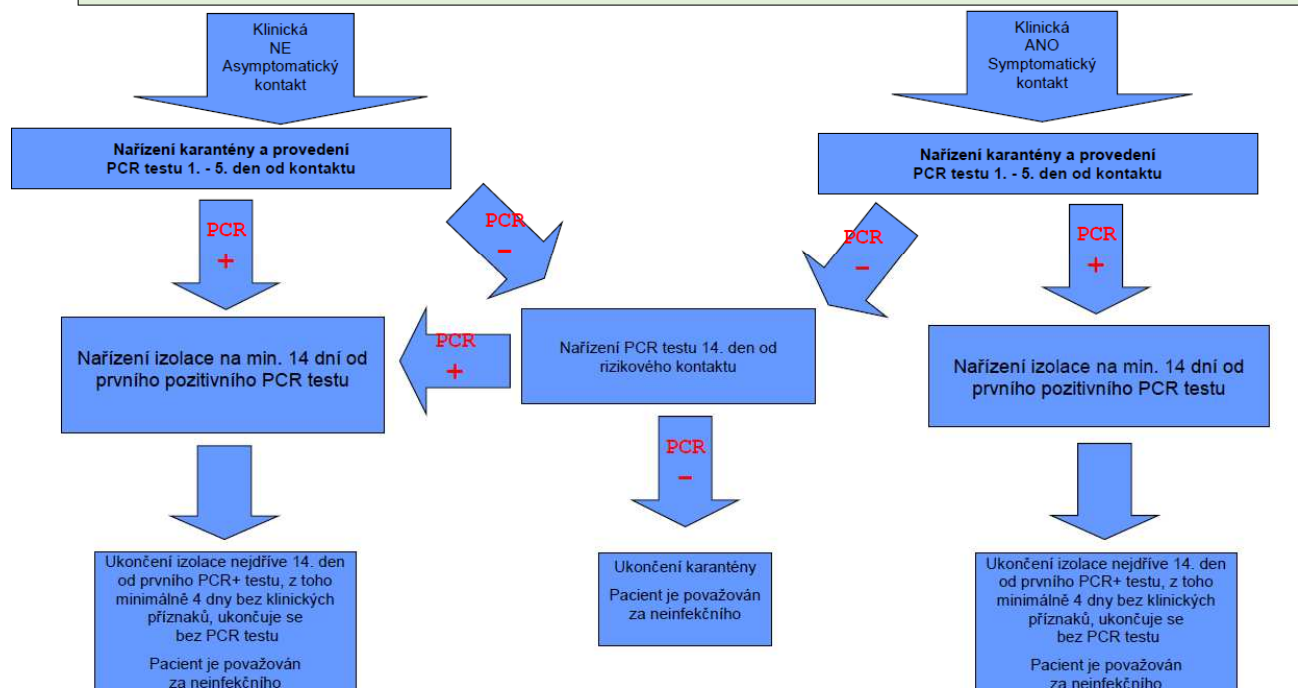 Klinická
NE
Asymptomatický
kontakt
Klinická
ANO
Symptomatický
kontakt
Nařízení karantény a provedení
PCR testu 1. - 5. den od kontaktu
Nařízení karantény a provedení
PCR testu 1. - 5. den od kontaktu
PCR
+
PCR
–
PCR
–
PCR
+
Nařízení izolace na min. 14 dní od
prvního pozitivního PCR testu
PCR
+
Nařízení PCR testu 14. den od
rizikového kontaktu
Nařízení izolace na min. 14 dní od
prvního pozitivního PCR testu
PCR
–
Ukončení izolace nejdříve 14. den
od prvního PCR+ testu, z toho
minimálně 4 dny bez klinických
příznaků, ukončuje se
bez PCR testu
Pacient je považován
za neinfekčního
Ukončení karantény
Pacient je považován
za neinfekčního
Ukončení izolace nejdříve 14. den
od prvního PCR+ testu, z toho
minimálně 4 dny bez klinických
příznaků, ukončuje se
bez PCR testu
Pacient je považován
za neinfekčního